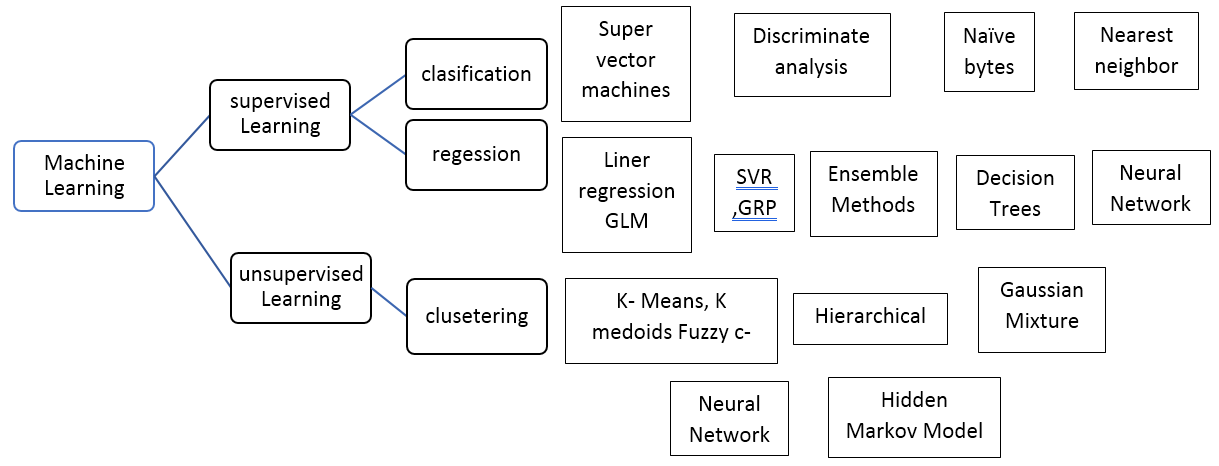 Machine
Learning
supervised
Learning
unsupervised
Learning
clasification
regession
clusetering
Super
vector
machines
Discriminate
analysis
Naïve
bytes
Nearest
neighbor
Liner
regression
GLM
SVR
,GRP
Ensemble
Methods
Decision
Trees
Neural
Network
K- Means, K
medoids Fuzzy c-
Hierarchical
Gaussian
Mixture
Neural
Network
Hidden
Markov Model